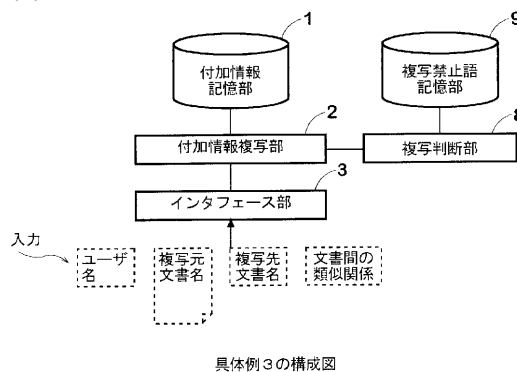 1
付加情報
記憶部
9
複写禁止語
記憶部
2
付加情報複写部
8
複写判断部
3
インタフェース部
入力
ユーザ
名
複写元
文書名
複写先
文書名
文書間の
類似関係
具体例3の構成図